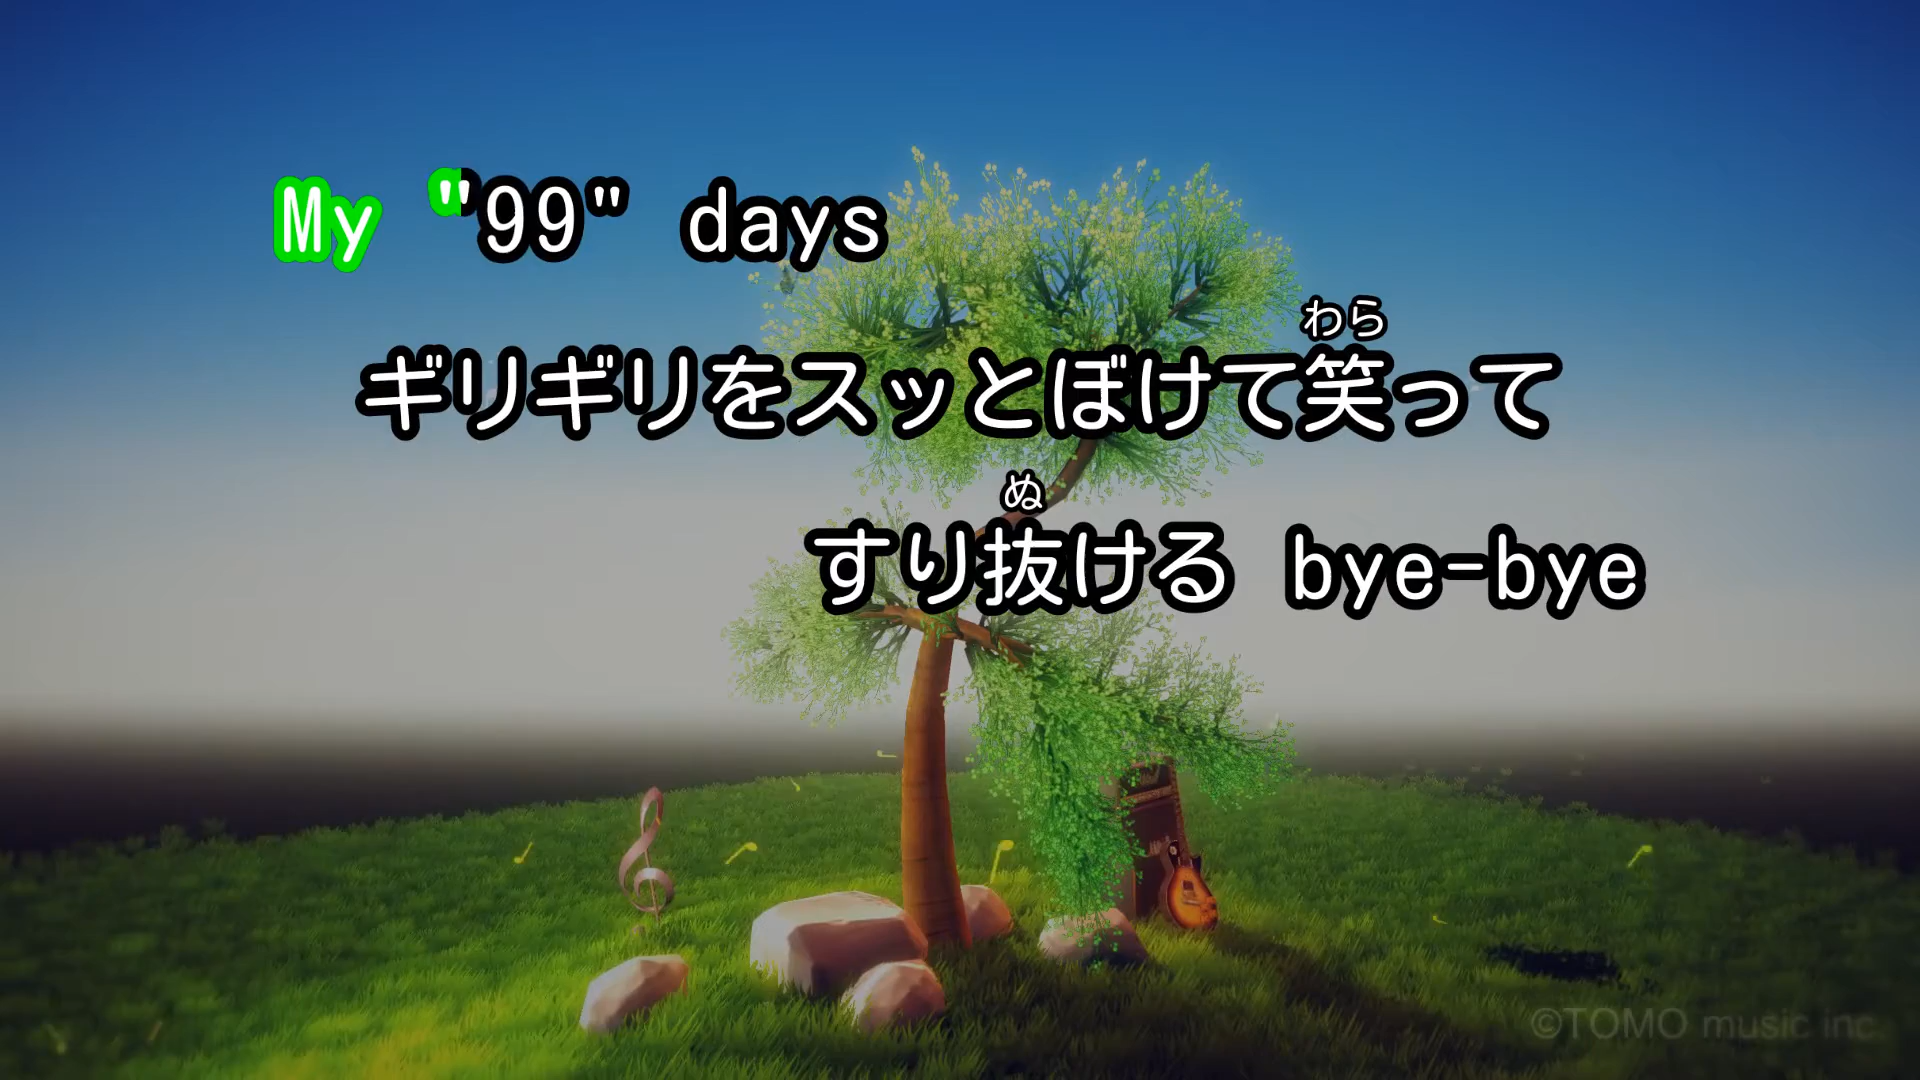 My "99" days
わら
ギリギリをスッとぼけて笑って
ぬ
すり抜ける bye-bye
©TOMO music inc